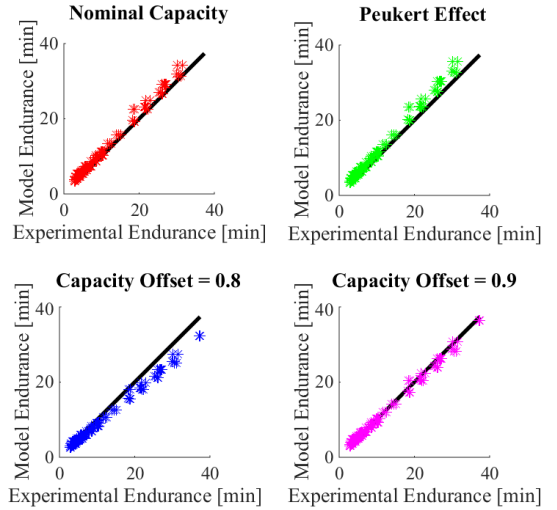 Nominal Capacity
40
20
0
0
20
40
Model Endurance [min]
Experimental Endurance [min]
Peukert Effect
40
20
0
0
20
40
Model Endurance [min]
Experimental Endurance [min]
Capacity Offset = 0.8
40
20
0
0
20
40
Model Endurance [min]
Experimental Endurance [min]
Capacity Offset = 0.9
40
20
0
0
20
40
Model Endurance [min]
Experimental Endurance [min]